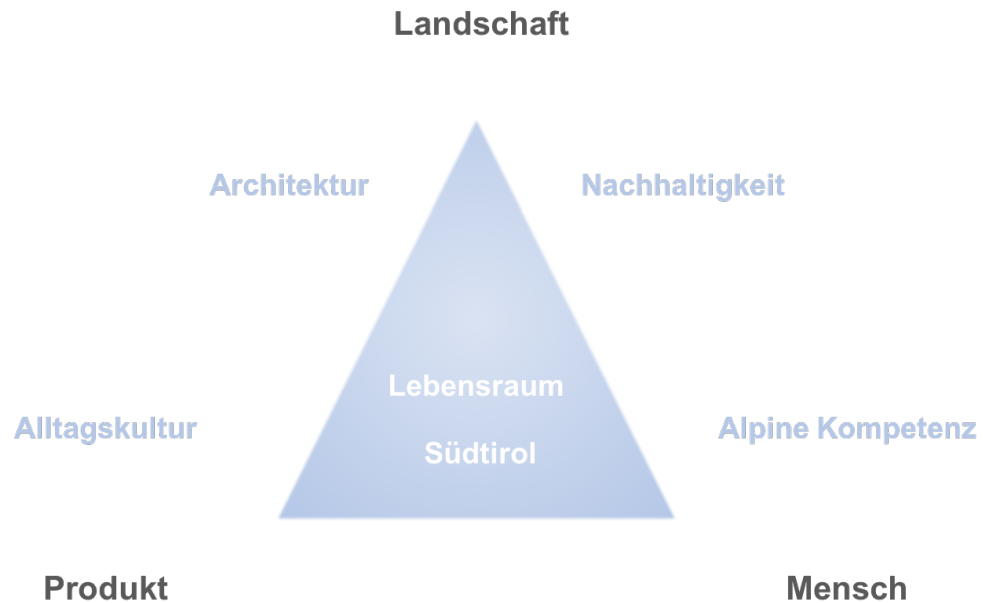 Landschaft
Architektur
Nachhaltigkeit
Lebensraum
Südtirol
Alltagskultur
Alpine Kompetenz
Produkt
Mensch